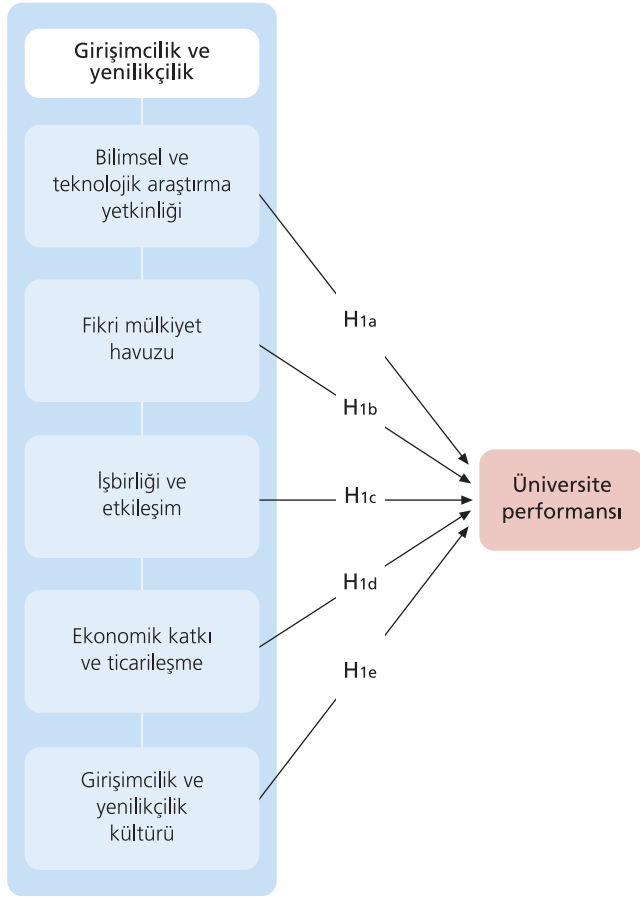 Girişimcilik ve
yenilikçilik
Bilimsel ve
teknolojik araştırma
yetkinliği
Fikri mülkiyet
havuzu
İşbirliği ve
etkileşim
Ekonomik katkı
ve ticarileşme
Girişimcilik ve
yenilikçilik
kültürü
H1a
H1b
H1c
H1d
H1e
Üniversite
performansı